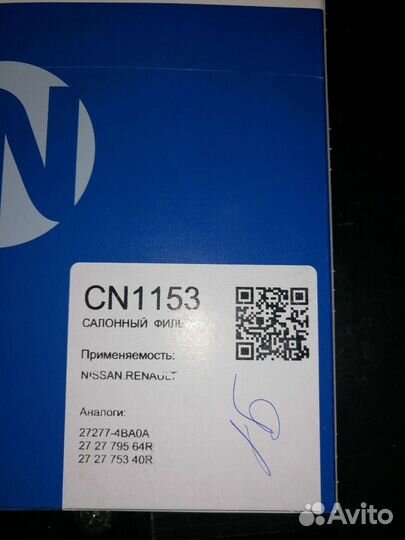 N
CN1153
САЛОННЫЙ ФИЛЬ
Применяемость:
NISSAN.RENAULT
Аналоги:
27277-4BA0A
27 27 795 64R
27 27 753 40R
Avito